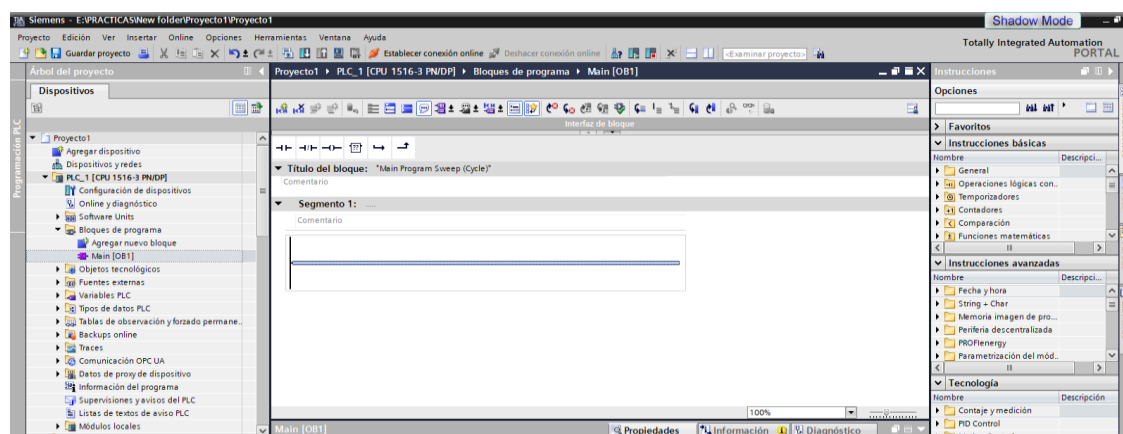 Siemens - E:\PRACTICAS\New folder\Proyecto1\Proyecto1
Shadow Mode
Proyecto Edición Ver Insertar Online Opciones Herramientas Ventana Ayuda
Totally Integrated Automation
PORTAL
Guardar proyecto
Establecer conexión online
Deshacer conexión online
<Examinar proyecto>
Árbol del proyecto
Dispositivos
Programación PLC
Proyecto1
Agregar dispositivo
Dispositivos y redes
PLC_1 [CPU 1516-3 PN/DP]
Configuración de dispositivos
Online y diagnóstico
Software Units
Bloques de programa
Agregar nuevo bloque
Main [OB1]
Objetos tecnológicos
Fuentes externas
Variables PLC
Tipos de datos PLC
Tablas de observación y forzado permane..
Backups online
Traces
Comunicación OPC UA
Datos de proxy de dispositivo
Información del programa
Supervisiones y avisos del PLC
Listas de textos de aviso PLC
Módulos locales
Proyecto1 PLC_1 [CPU 1516-3 PN/DP] Bloques de programa Main [OB1]
Interfaz de bloque
??
Título del bloque: "Main Program Sweep (Cycle)"
Comentario
Segmento 1: .....
Comentario
100%
Main [OB1]
Propiedades Información Diagnóstico
Instrucciones
Opciones
Favoritos
Instrucciones básicas
Nombre Descripci...
General
Operaciones lógicas con..
Temporizadores
Contadores
Comparación
Funciones matemáticas
Instrucciones avanzadas
Nombre Descripci...
Fecha y hora
String + Char
Memoria imagen de pro...
Periferia descentralizada
PROFIenergy
Parametrización del mód..
Tecnología
Nombre Descripción
Contaje y medición
PID Control